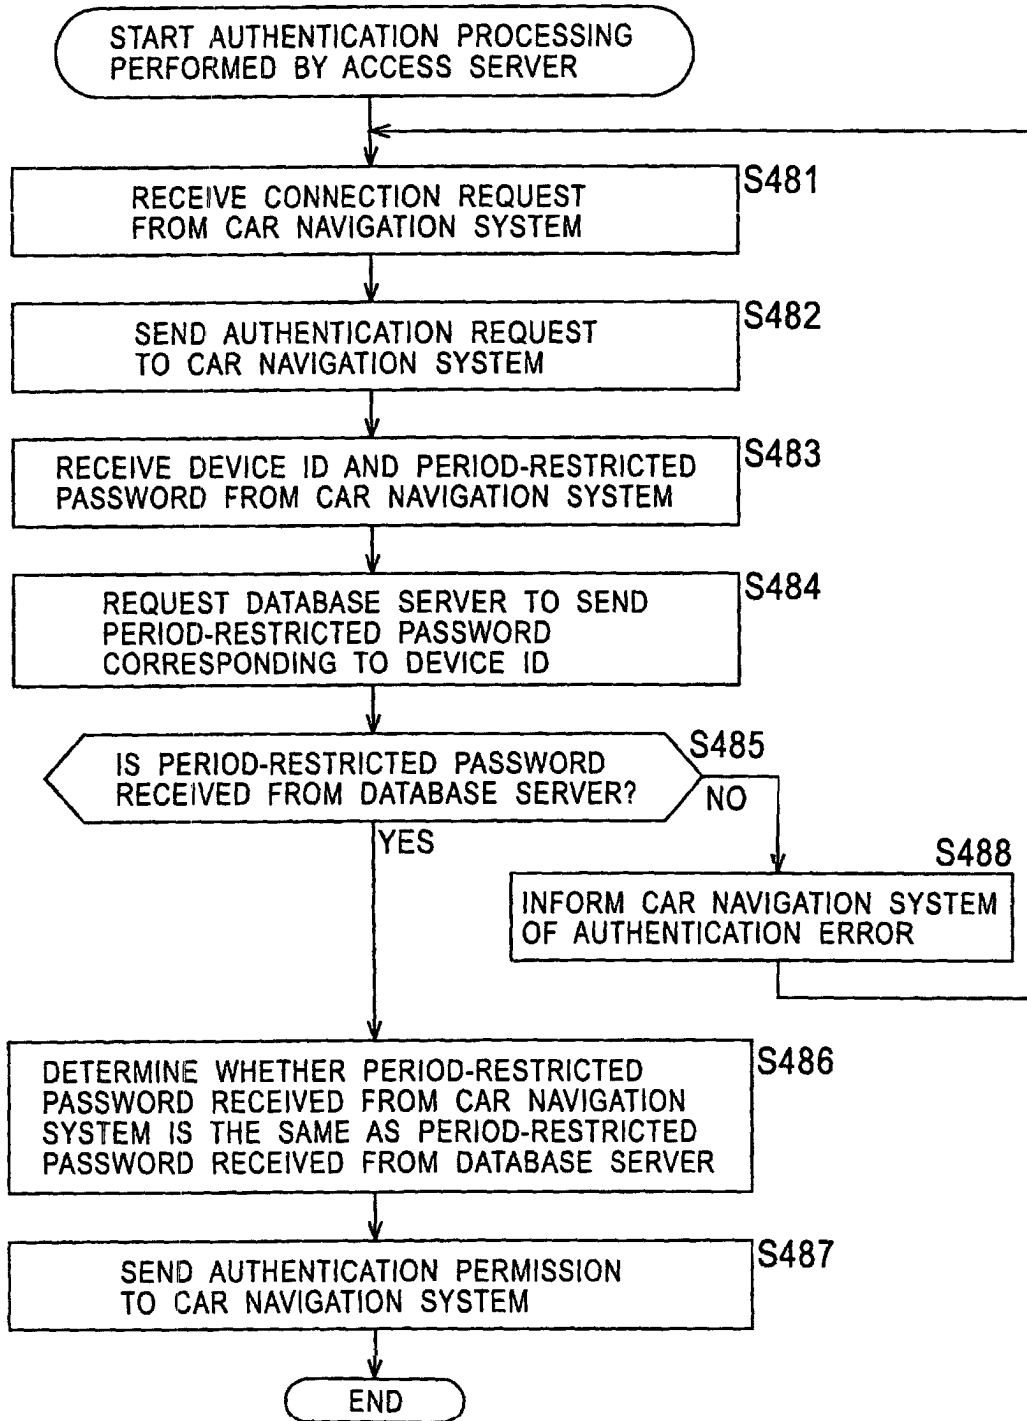 START AUTHENTICATION PROCESSING
PERFORMED BY ACCESS SERVER
S481
RECEIVE CONNECTION REQUEST
FROM CAR NAVIGATION SYSTEM
S482
SEND AUTHENTICATION REQUEST
TO CAR NAVIGATION SYSTEM
S483
RECEIVE DEVICE ID AND PERIOD-RESTRICTED
PASSWORD FROM CAR NAVIGATION SYSTEM
S484
REQUEST DATABASE SERVER TO SEND
PERIOD-RESTRICTED PASSWORD
CORRESPONDING TO DEVICE ID
S485
IS PERIOD-RESTRICTED PASSWORD
RECEIVED FROM DATABASE SERVER?
NO
YES
S488
INFORM CAR NAVIGATION SYSTEM
OF AUTHENTICATION ERROR
S486
DETERMINE WHETHER PERIOD-RESTRICTED
PASSWORD RECEIVED FROM CAR NAVIGATION
SYSTEM IS THE SAME AS PERIOD-RESTRICTED
PASSWORD RECEIVED FROM DATABASE SERVER
S487
SEND AUTHENTICATION PERMISSION
TO CAR NAVIGATION SYSTEM
END